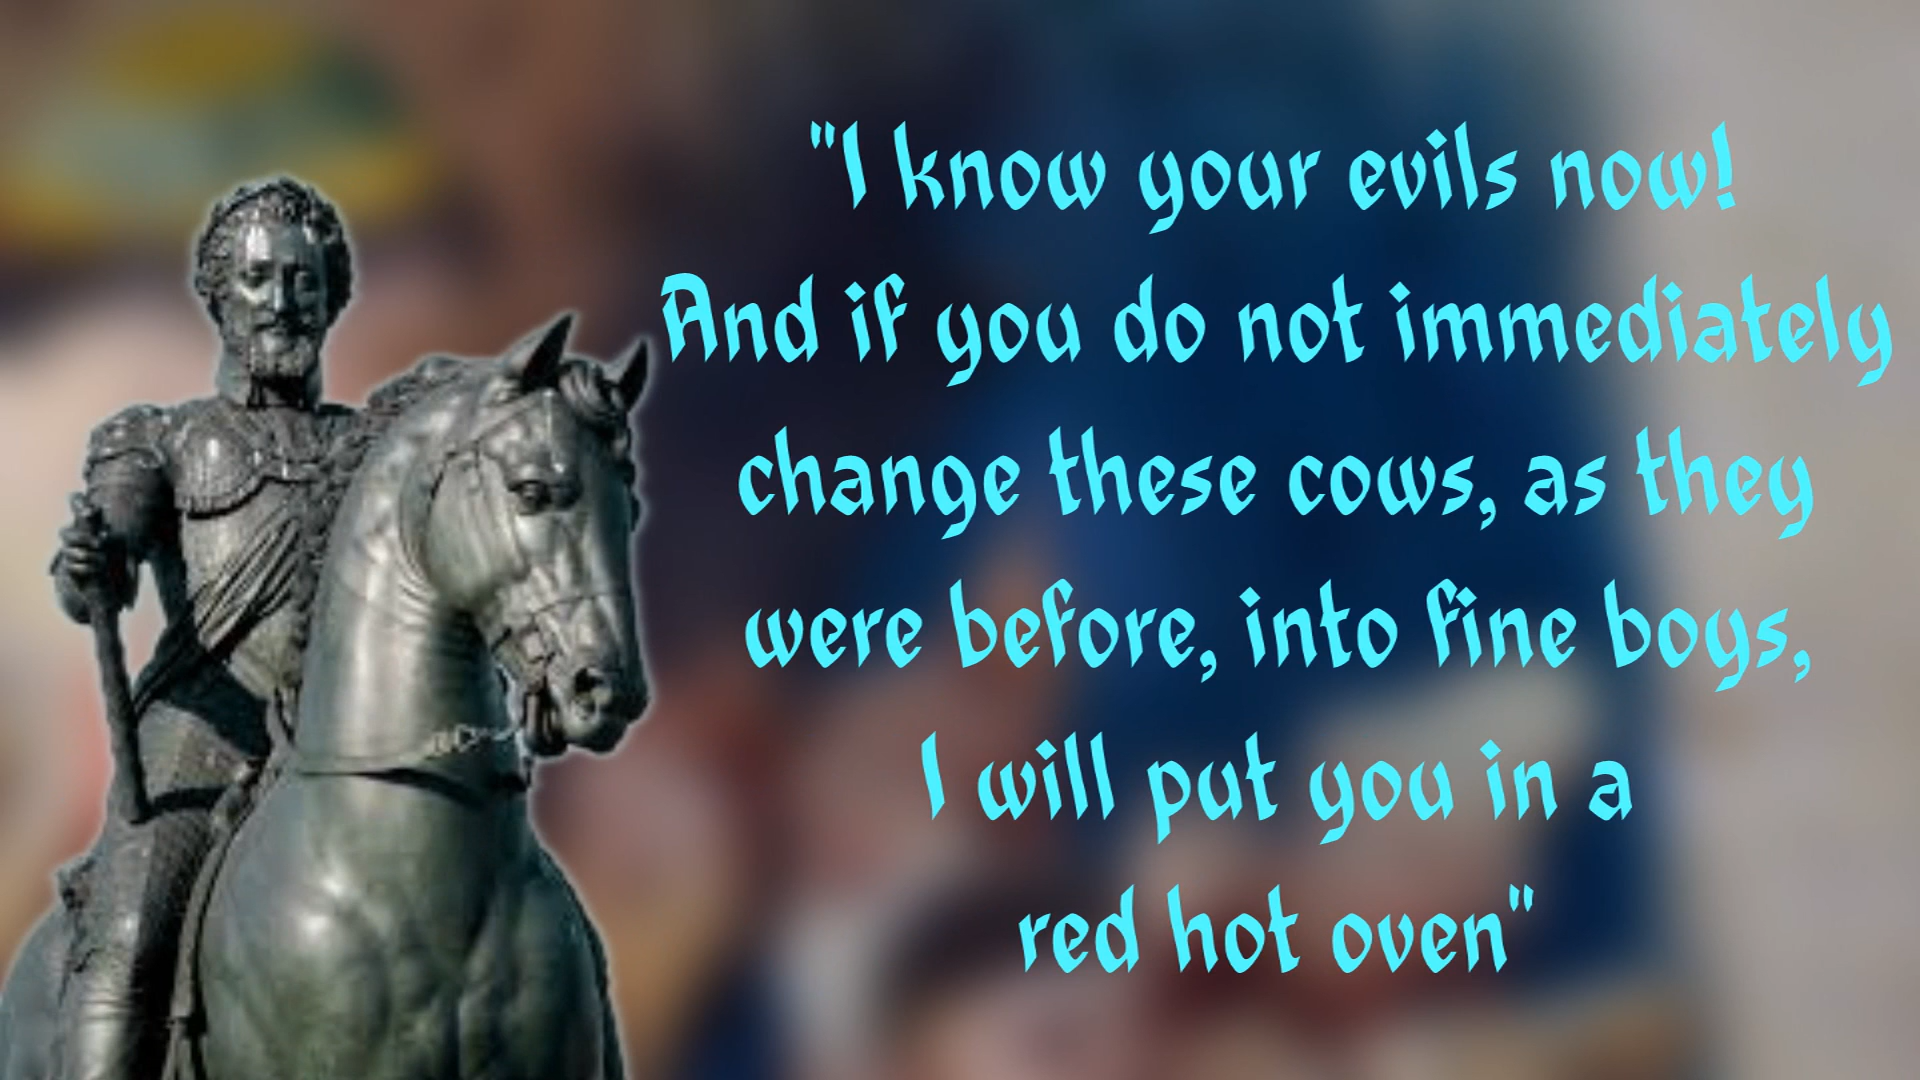 "I know your evils now!
And if you do not immediately
change these cows, as they
were before, into fine boys,
I will put you in a
red hot oven"